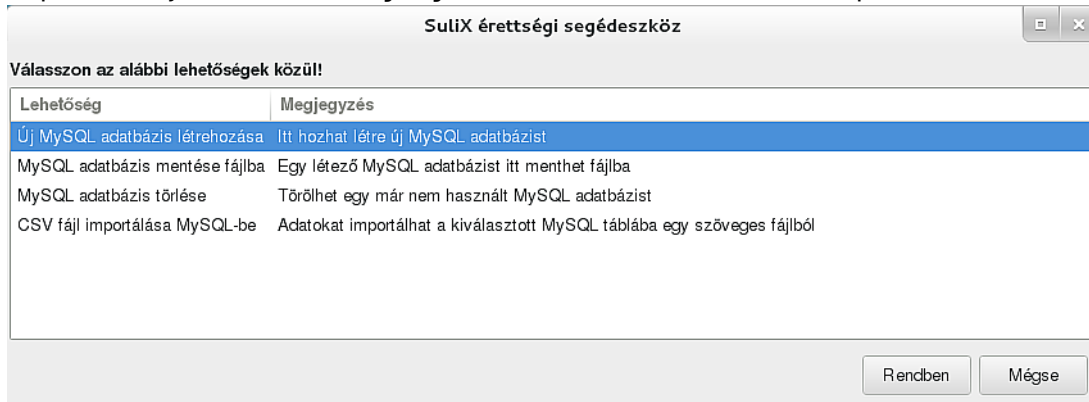 SuliX érettségi segédeszköz
Válasszon az alábbi lehetőségek közül!
Lehetőség Megjegyzés
Új MySQL adatbázis létrehozása Itt hozhat létre új MySQL adatbázist
MySQL adatbázis mentése fájlba Egy létező MySQL adatbázist itt menthet fájlba
MySQL adatbázis törlése Törölhet egy már nem használt MySQL adatbázist
CSV fájl importálása MySQL-be Adatokat importálhat a kiválasztott MySQL táblába egy szöveges fájlból
Rendben Mégse